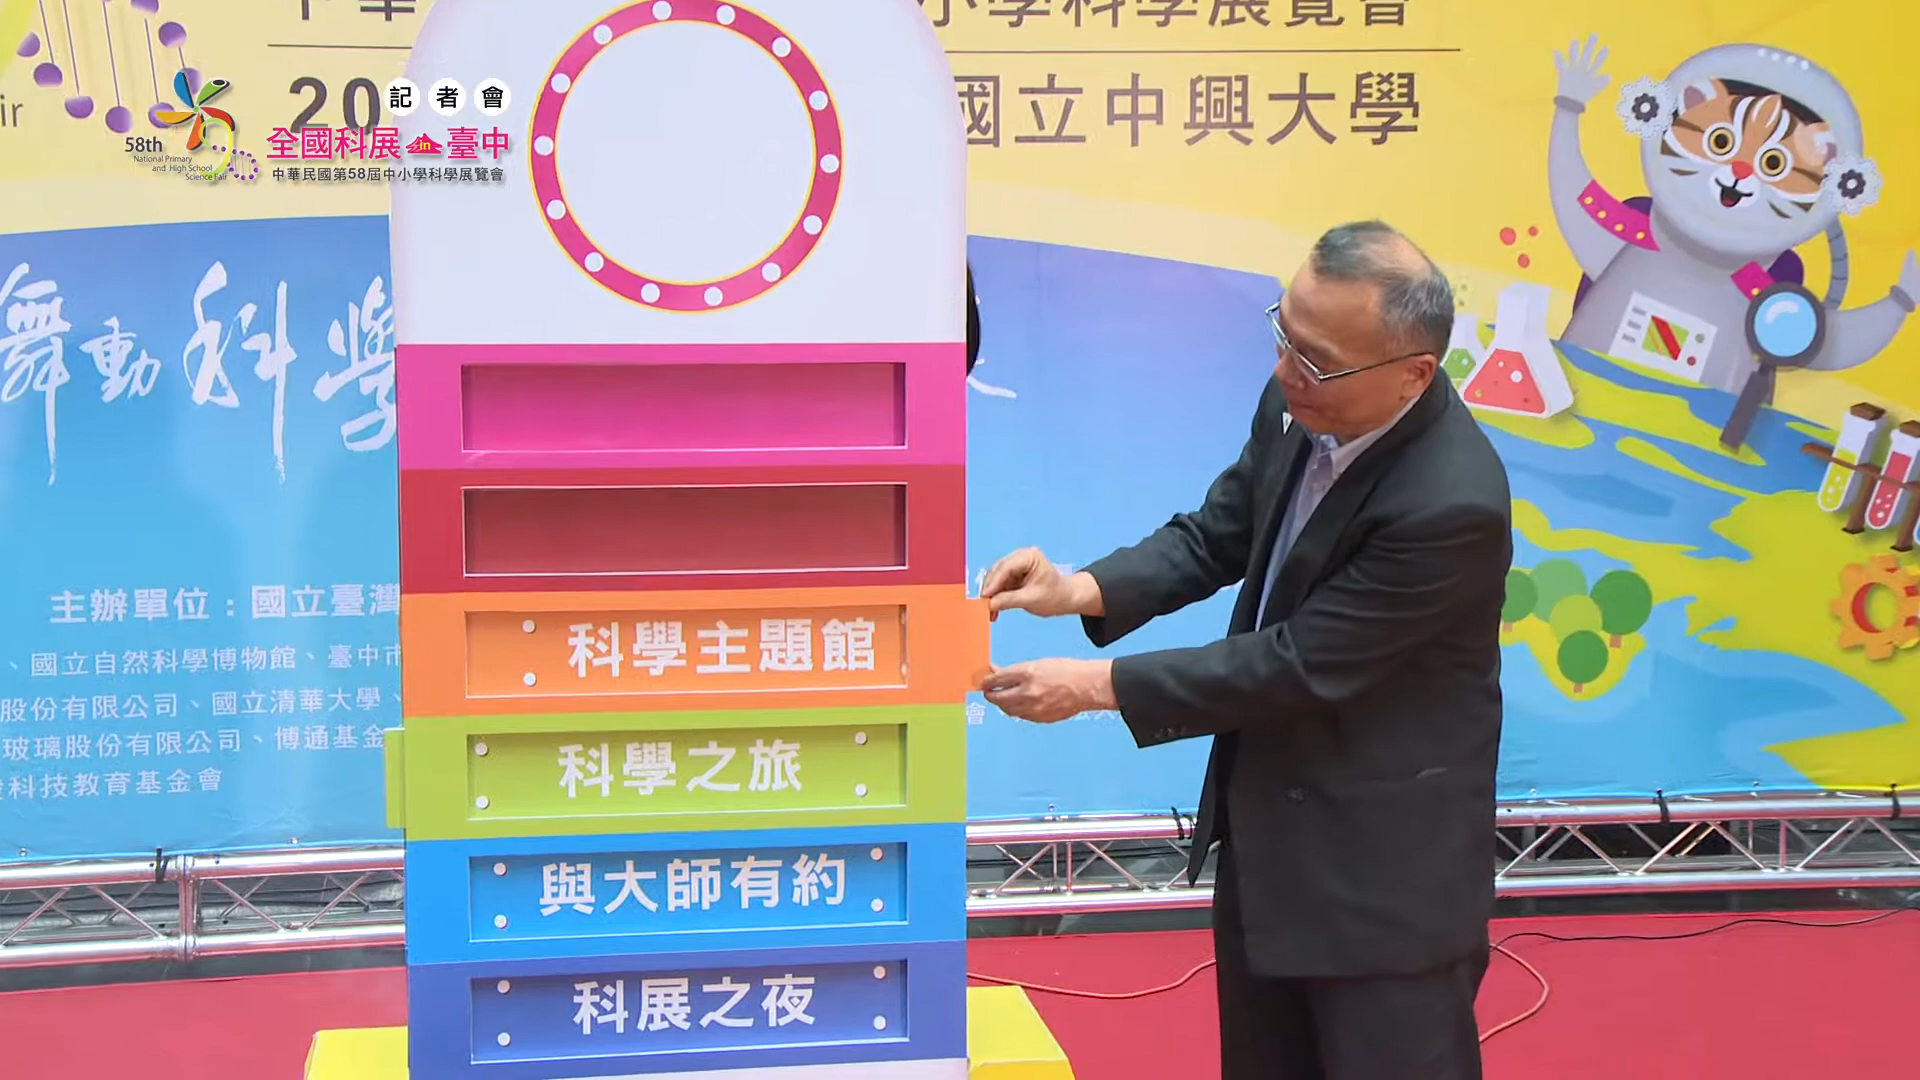 小學科學展覽會
20
國立中興大學
ir
記者會
58th
National Primary
and High School
Science Fair
全國科展in臺中
中華民國第58屆中小學科學展覽會
舞動科學
主辦單位：國立臺灣
、國立自然科學博物館、臺中市
股份有限公司、國立清華大學、
玻璃股份有限公司、博通基金
科技教育基金會
科學主題館
科學之旅
與大師有約
科展之夜